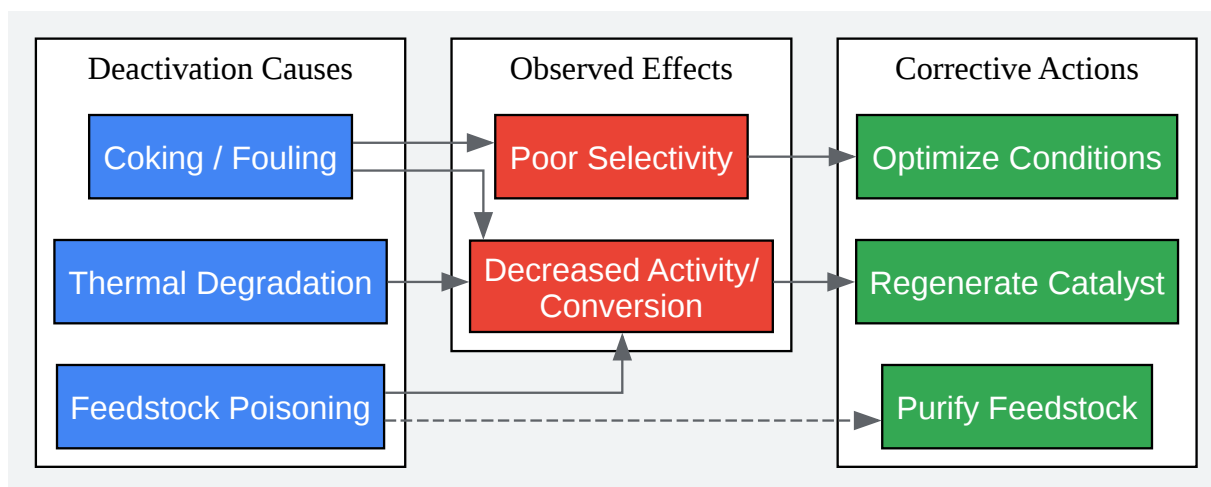 Deactivation Causes
Coking / Fouling
Thermal Degradation
Feedstock Poisoning
Observed Effects
Poor Selectivity
Decreased Activity/
Conversion
Corrective Actions
Optimize Conditions
Regenerate Catalyst
Purify Feedstock